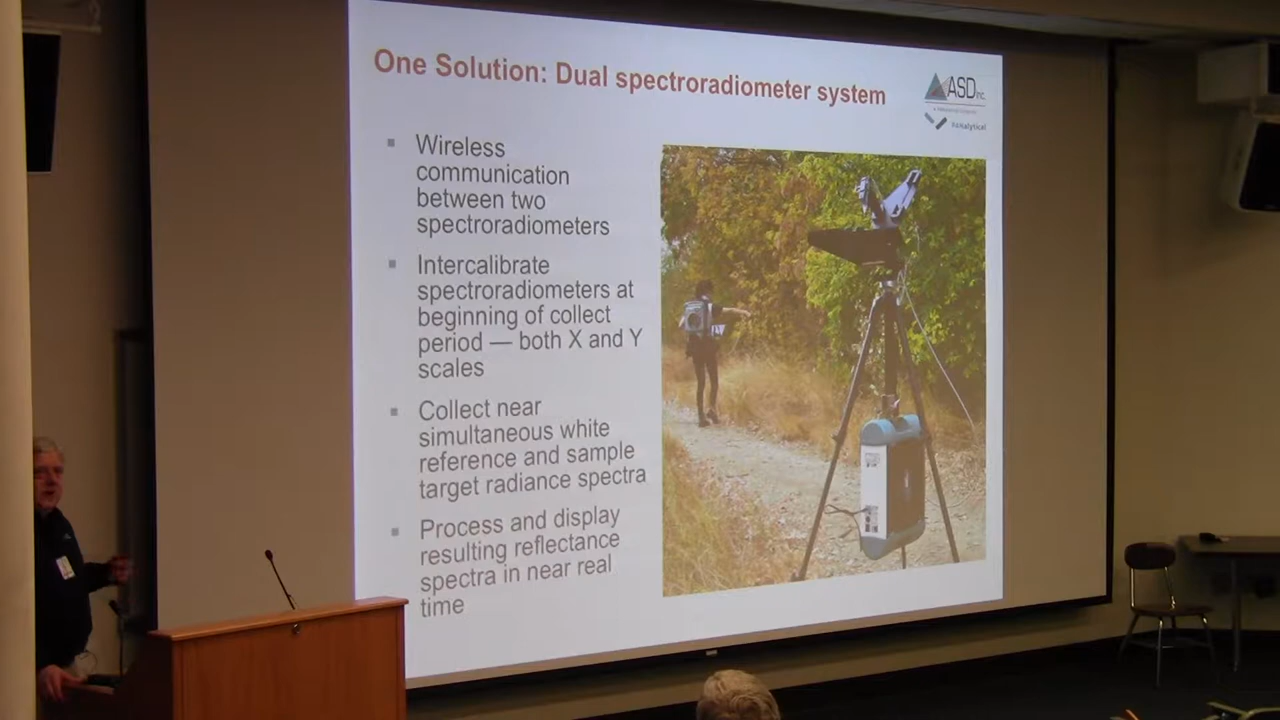 One Solution: Dual spectroradiometer system
ASD Inc.
PANalytical
▪ Wireless
communication
between two
spectroradiometers
▪ Intercalibrate
spectroradiometers at
beginning of collect
period — both X and Y
scales
▪ Collect near
simultaneous white
reference and sample
target radiance spectra
▪ Process and display
resulting reflectance
spectra in near real
time